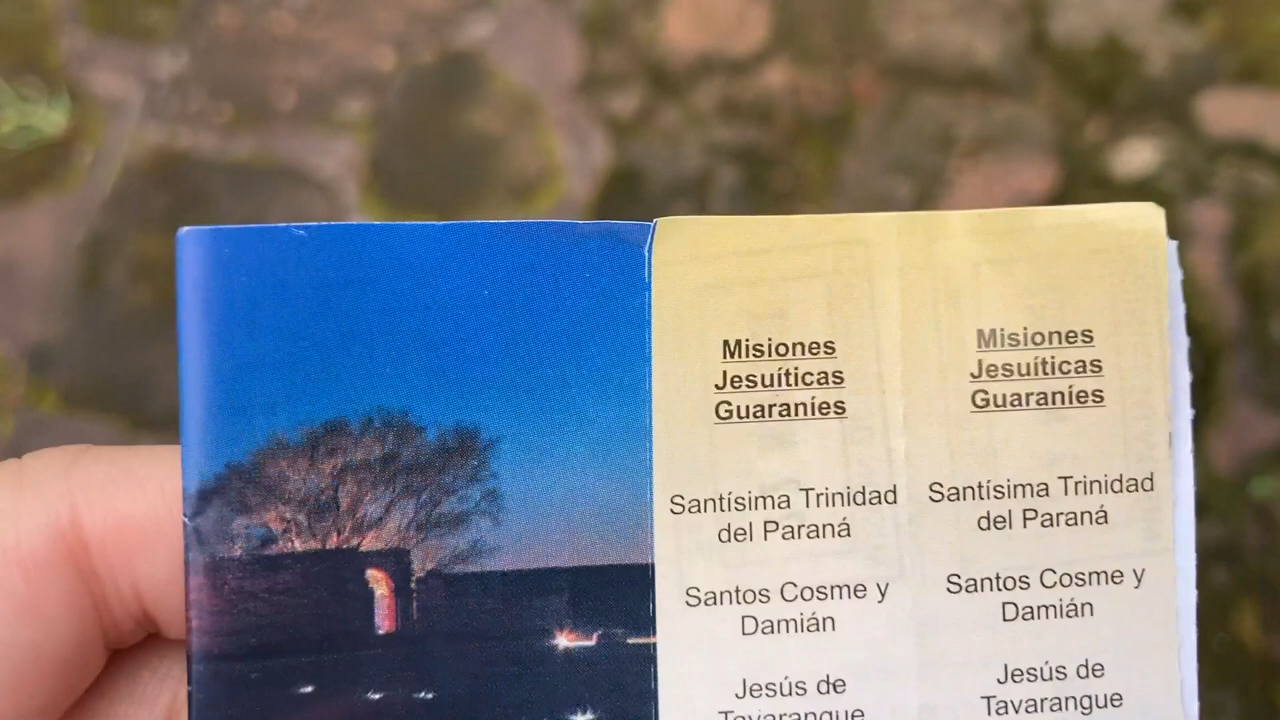 Misiones
Jesuíticas
Guaraníes
Santísima Trinidad
del Paraná
Santos Cosme y
Damián
Jesús de
Tavarangue
Misiones
Jesuíticas
Guaraníes
Santísima Trinidad
del Paraná
Santos Cosme y
Damián
Jesús de
Tavarangue